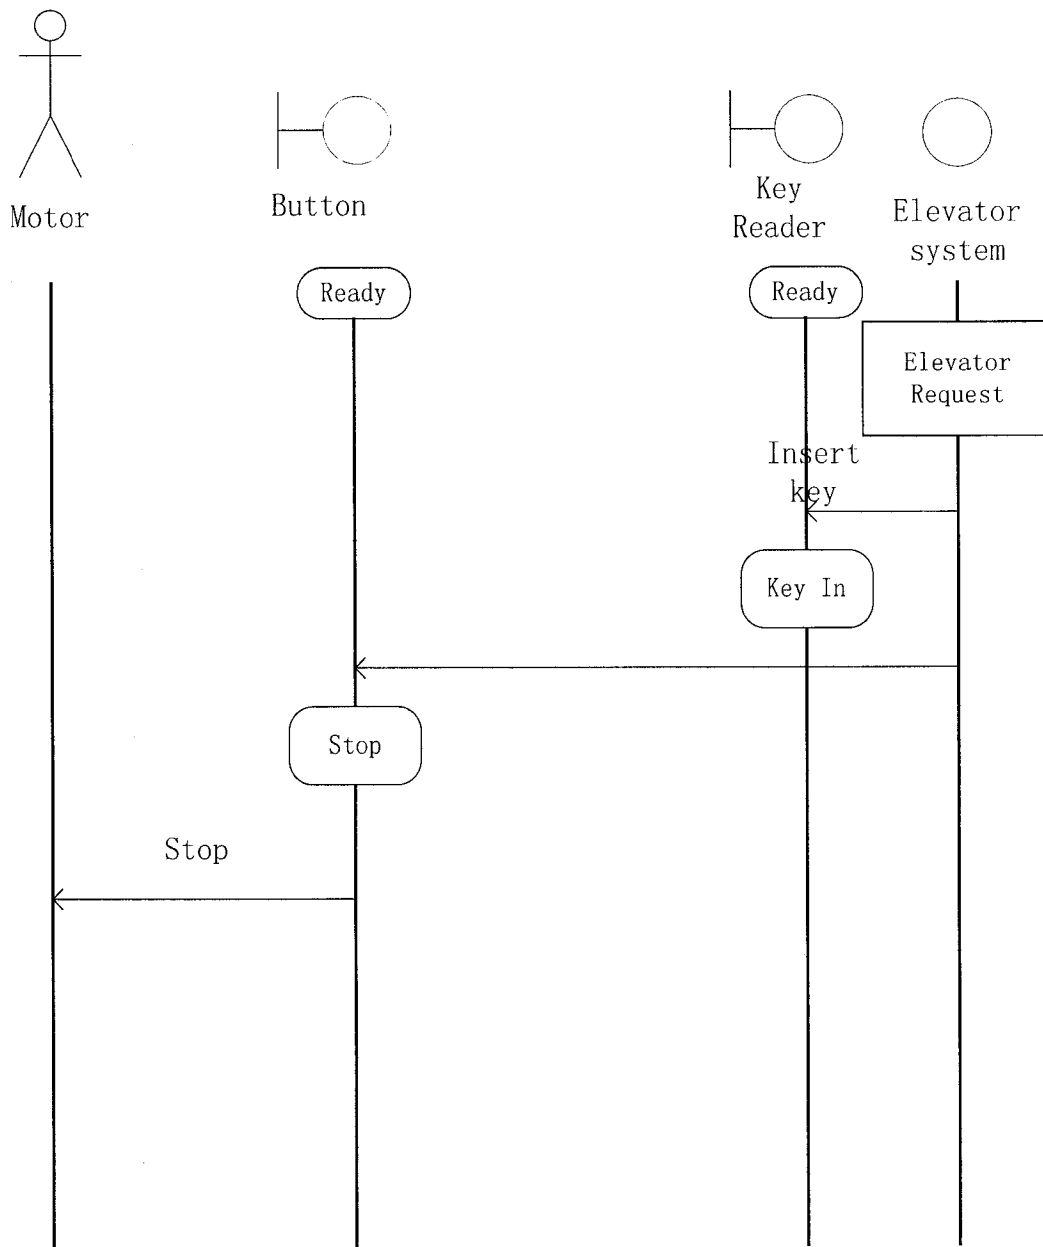 Motor
Button
Key
Reader
Elevator
system
Ready
Ready
Elevator
Request
Insert
key
Key In
Stop
Stop